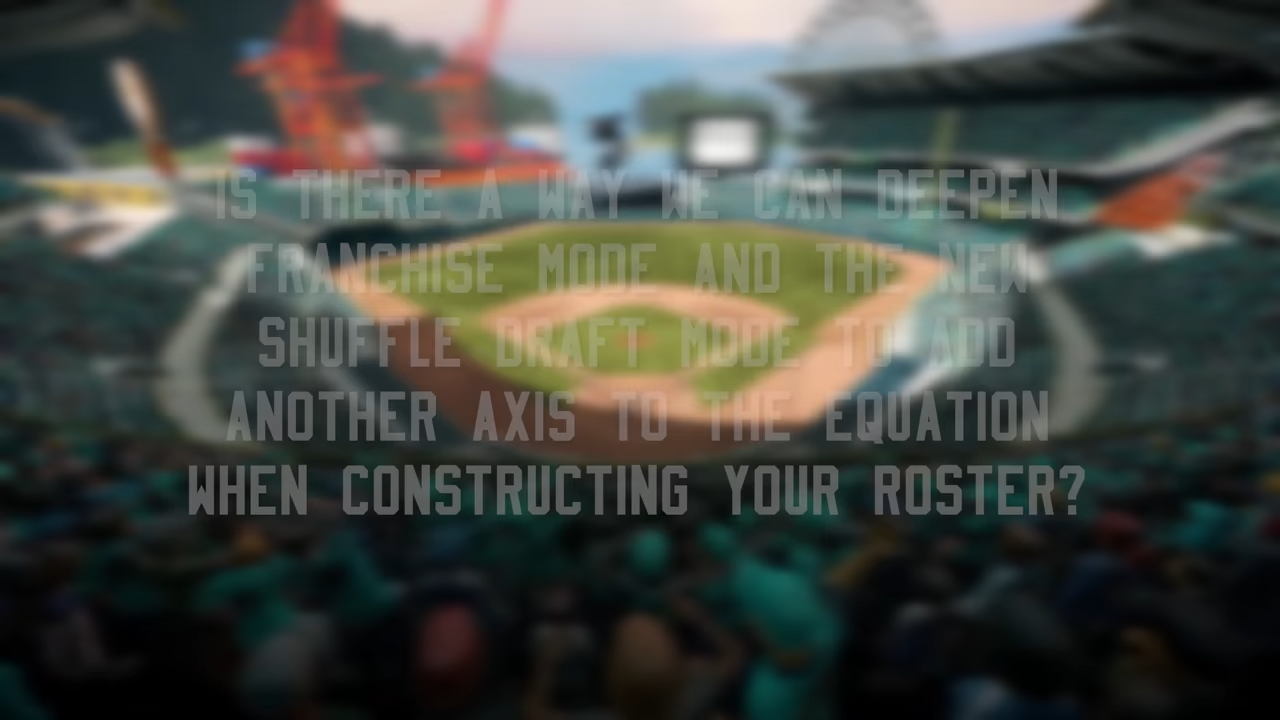 IS THERE A WAY WE CAN DEEPEN
FRANCHISE MODE AND THE NEW
SHUFFLE DRAFT MODE TO ADD
ANOTHER AXIS TO THE EQUATION
WHEN CONSTRUCTING YOUR ROSTER?